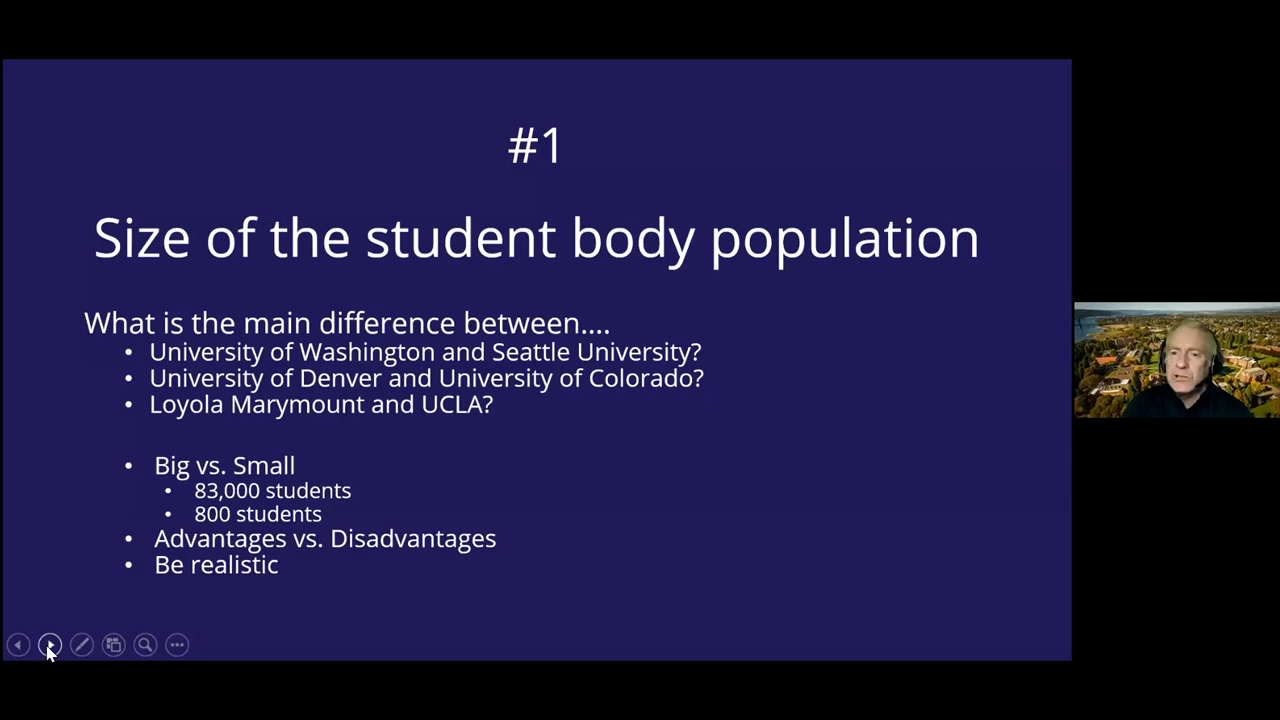 #1
Size of the student body population
What is the main difference between....
• University of Washington and Seattle University?
• University of Denver and University of Colorado?
• Loyola Marymount and UCLA?
• Big vs. Small
• 83,000 students
• 800 students
• Advantages vs. Disadvantages
• Be realistic